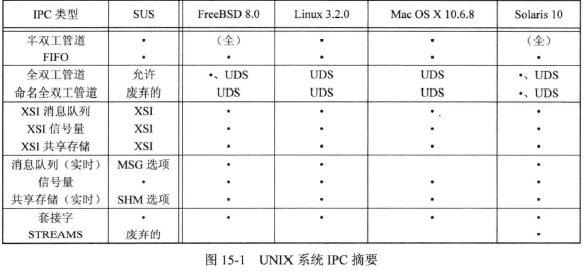 IPC 类型 SUS FreeBSD 8.0 Linux 3.2.0 Mac OS X 10.6.8 Solaris 10
半双工管道 • （全） • • （全）
FIFO • • • • •
全双工管道 允许 •、UDS UDS UDS •、UDS
命名全双工管道 废弃的 UDS UDS UDS •、UDS
XSI 消息队列 XSI • • • •
XSI 信号量 XSI • • • •
XSI 共享存储 XSI • • • •
消息队列（实时） MSG 选项 • • •
信号量 • • • • •
共享存储（实时） SHM 选项 • • • •
套接字 • • • • •
STREAMS 废弃的 •
图 15-1 UNIX 系统 IPC 摘要